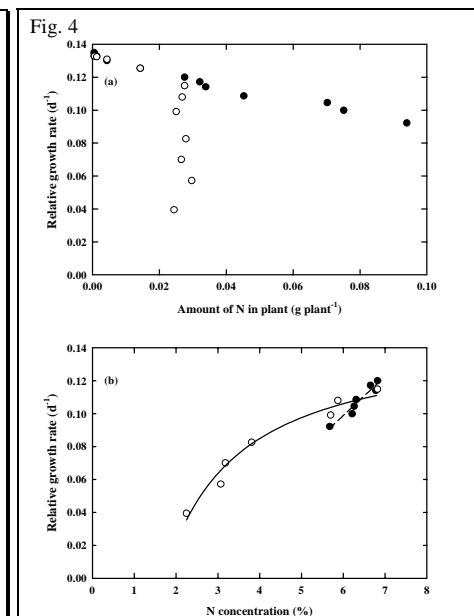 Fig. 4
0.14
0.12
0.10
0.08
0.06
0.04
0.02
0.00
(a)
Relative growth rate (d⁻¹)
0.00 0.02 0.04 0.06 0.08 0.10
Amount of N in plant (g plant⁻¹)
0.14
0.12
0.10
0.08
0.06
0.04
0.02
0.00
(b)
Relative growth rate (d⁻¹)
0 1 2 3 4 5 6 7 8
N concentration (%)